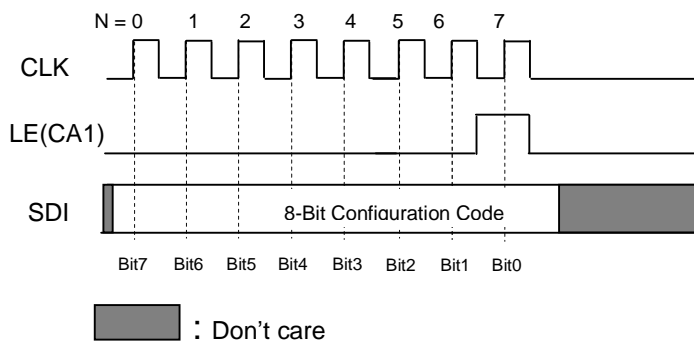 N = 0 1 2 3 4 5 6 7
CLK
LE(CA1)
SDI
8-Bit Configuration Code
Bit7 Bit6 Bit5 Bit4 Bit3 Bit2 Bit1 Bit0
: Don't care